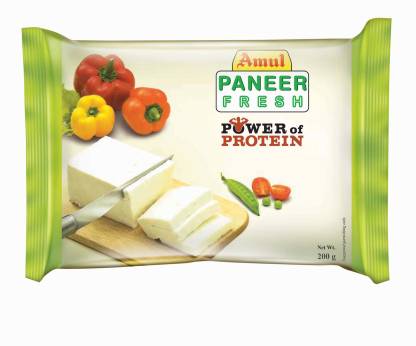 Amul
PANEER
FRESH
POWER of
PROTEIN
Net Wt.
200 g